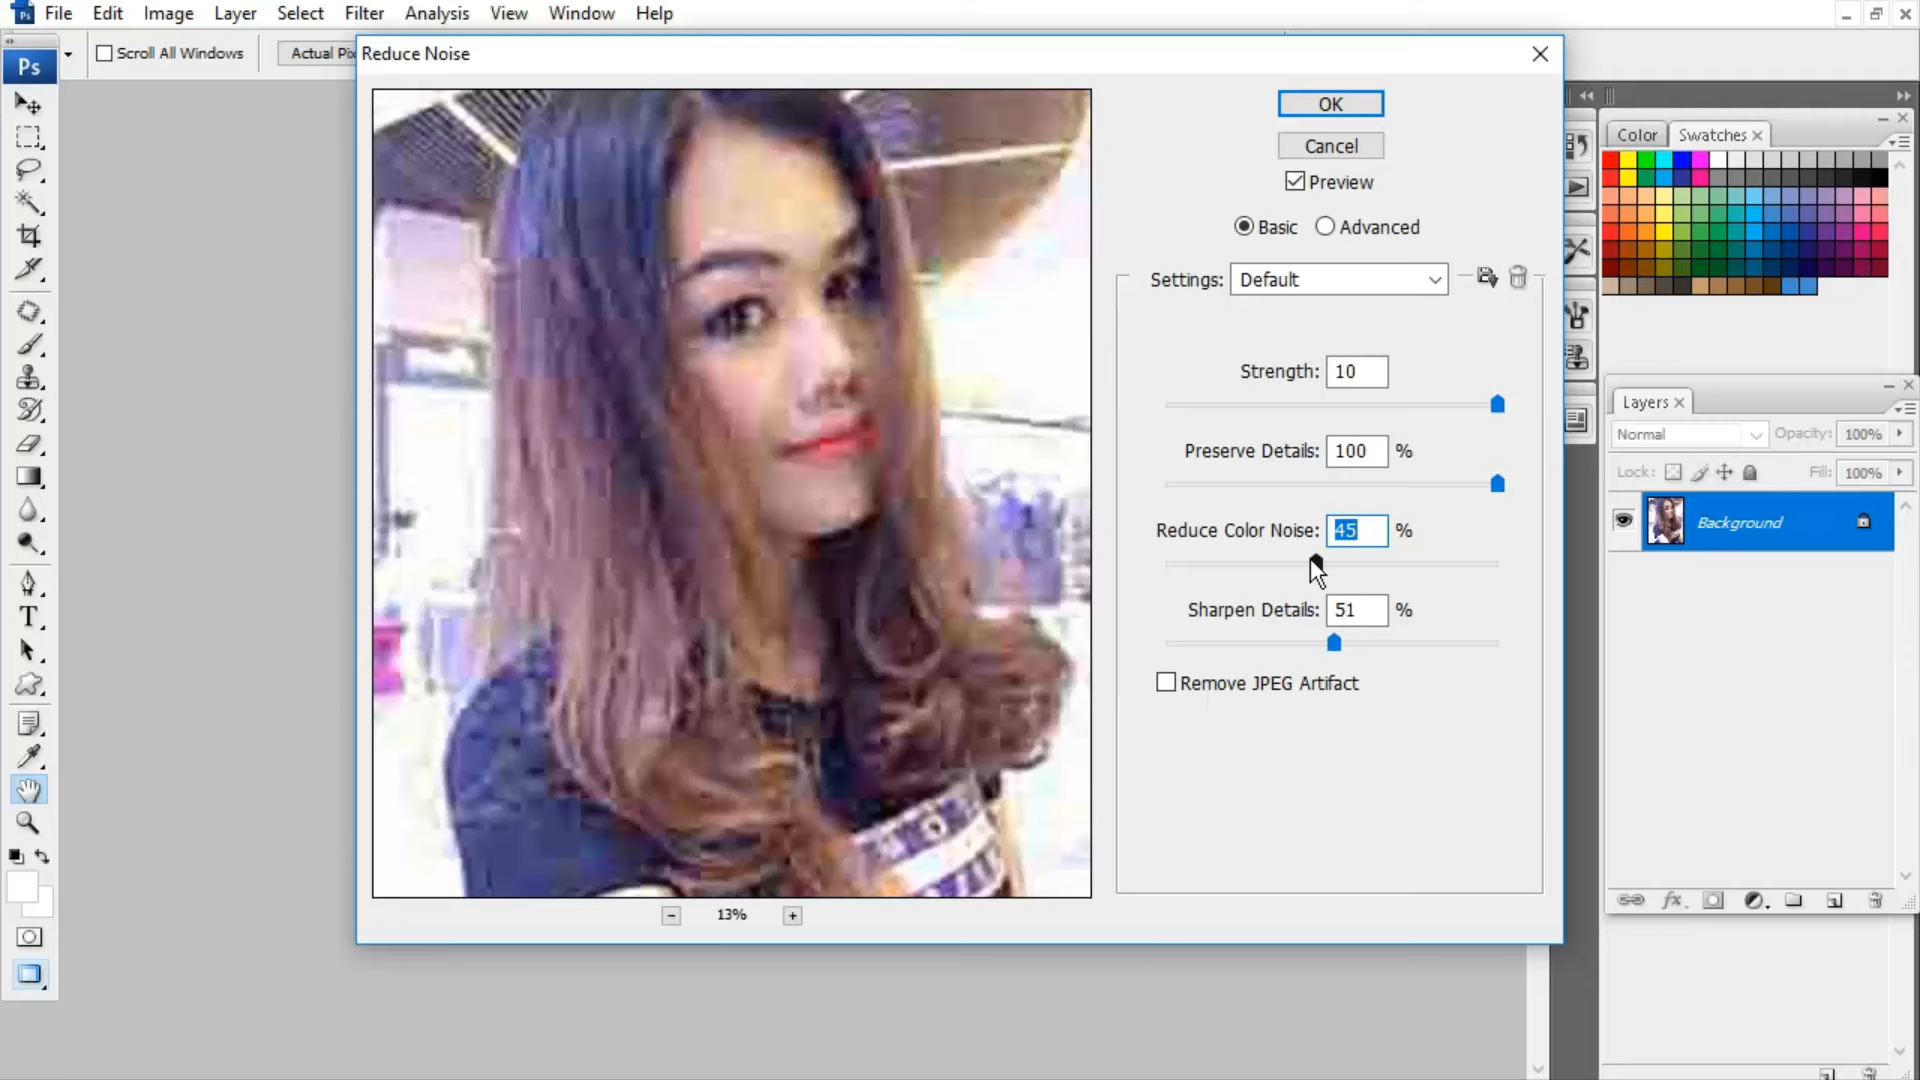 Ps File Edit Image Layer Select Filter Analysis View Window Help
Scroll All Windows Actual Pix
Reduce Noise
Ps
OK
Cancel
Preview
Basic Advanced
Settings: Default
Strength: 10
Preserve Details: 100 %
Reduce Color Noise: 45 %
Sharpen Details: 51 %
Remove JPEG Artifact
13%
Color Swatches
Layers
Normal Opacity: 100%
Lock: Fill: 100%
Background